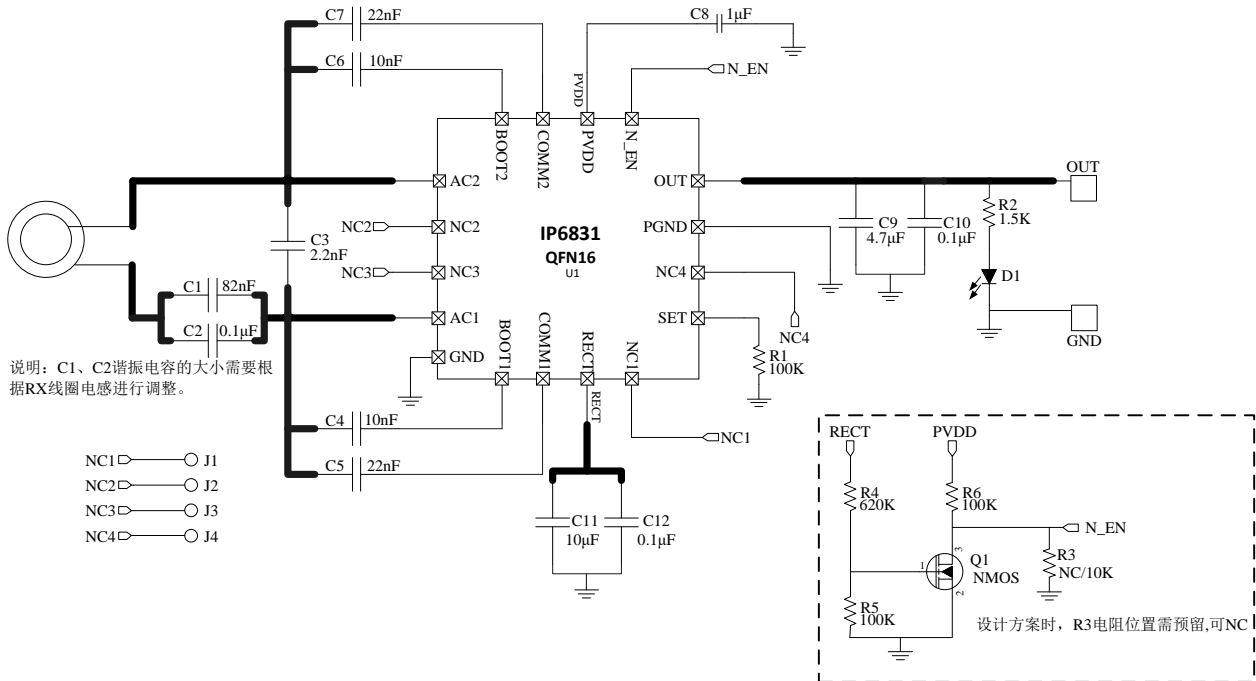 C7 22nF
C8 1μF
C6 10nF
N_EN
PVDD
BOOT2
COMM2
PVDD
N_EN
AC2
OUT
OUT
NC2
NC2
IP6831
QFN16
U1
PGND
C3
2.2nF
C9
4.7μF
C10
0.1μF
R2
1.5K
NC3
NC3
NC4
D1
C1 82nF
AC1
SET
C2 0.1μF
NC4
GND
说明：C1、C2谐振电容的大小需要根
据RX线圈电感进行调整。
GND
BOOT1
COMM1
RECT
NC1
R1
100K
RECT
C4 10nF
NC1
C5 22nF
NC1 J1
NC2 J2
NC3 J3
NC4 J4
C11
10μF
C12
0.1μF
RECT PVDD
R4
620K
R6
100K
N_EN
3
1
2
Q1
NMOS
R3
NC/10K
R5
100K
设计方案时，R3电阻位置需预留,可NC